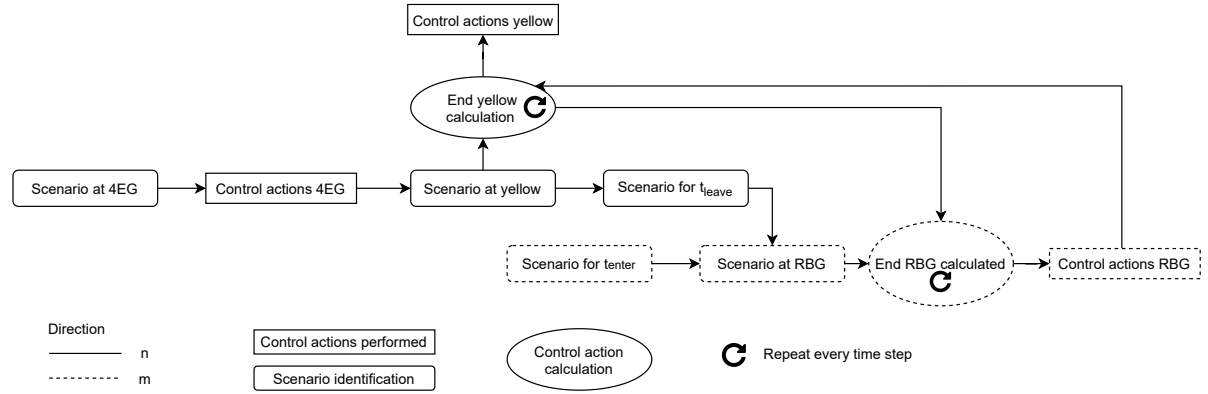 Control actions yellow
End yellow
calculation
Scenario at 4EG
Control actions 4EG
Scenario at yellow
Scenario for tleave
Scenario for tenter
Scenario at RBG
End RBG calculated
Control actions RBG
Direction
n
m
Control actions performed
Scenario identification
Control action
calculation
Repeat every time step